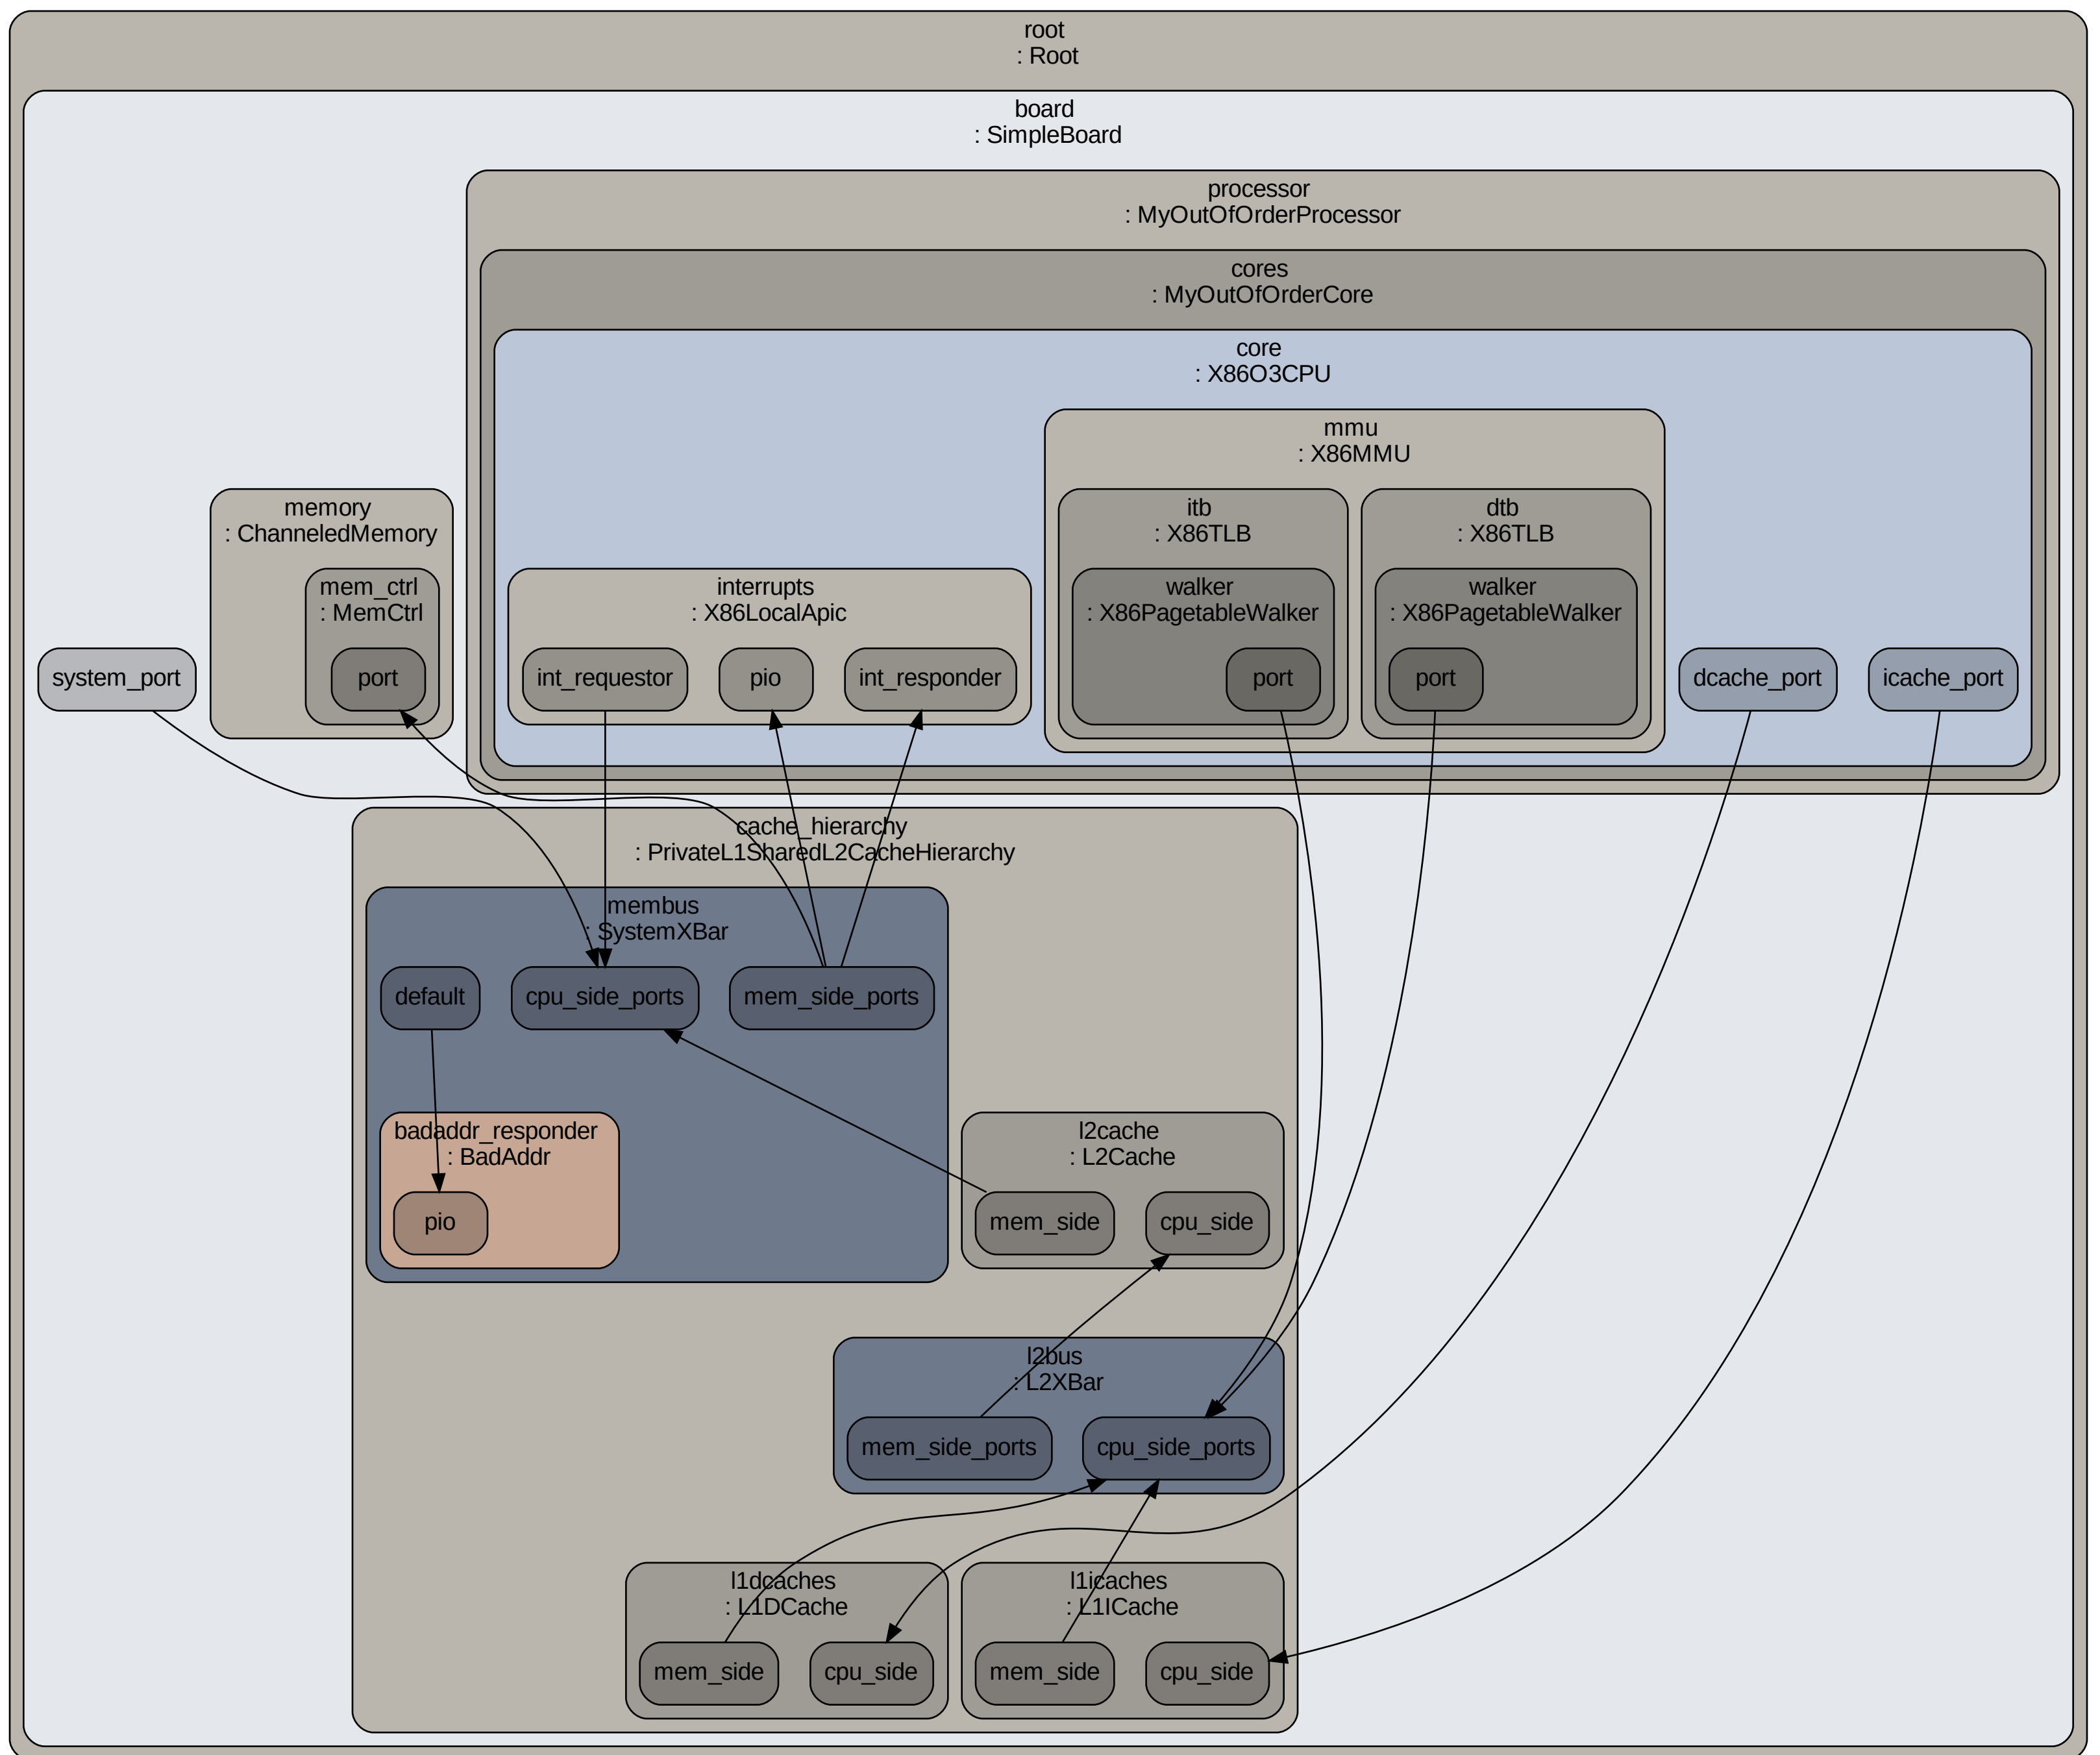 root
: Root
board
: SimpleBoard
processor
: MyOutOfOrderProcessor
cores
: MyOutOfOrderCore
core
: X86O3CPU
mmu
: X86MMU
memory
: ChanneledMemory
itb
: X86TLB
dtb
: X86TLB
mem_ctrl
: MemCtrl
interrupts
: X86LocalApic
walker
: X86PagetableWalker
walker
: X86PagetableWalker
system_port
port
int_requestor
pio
int_responder
port
port
dcache_port
icache_port
cache_hierarchy
: PrivateL1SharedL2CacheHierarchy
membus
: SystemXBar
default
cpu_side_ports
mem_side_ports
badaddr_responder
: BadAddr
l2cache
: L2Cache
pio
mem_side
cpu_side
l2bus
: L2XBar
mem_side_ports
cpu_side_ports
l1dcaches
: L1DCache
l1icaches
: L1ICache
mem_side
cpu_side
mem_side
cpu_side